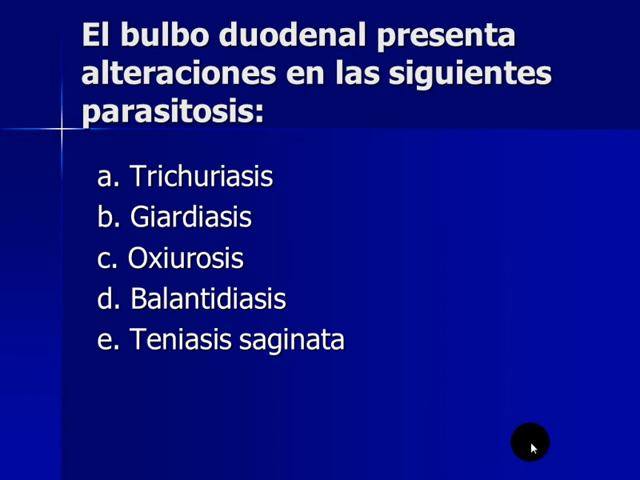 El bulbo duodenal presenta
alteraciones en las siguientes
parasitosis:
a. Trichuriasis
b. Giardiasis
c. Oxiurosis
d. Balantidiasis
e. Teniasis saginata